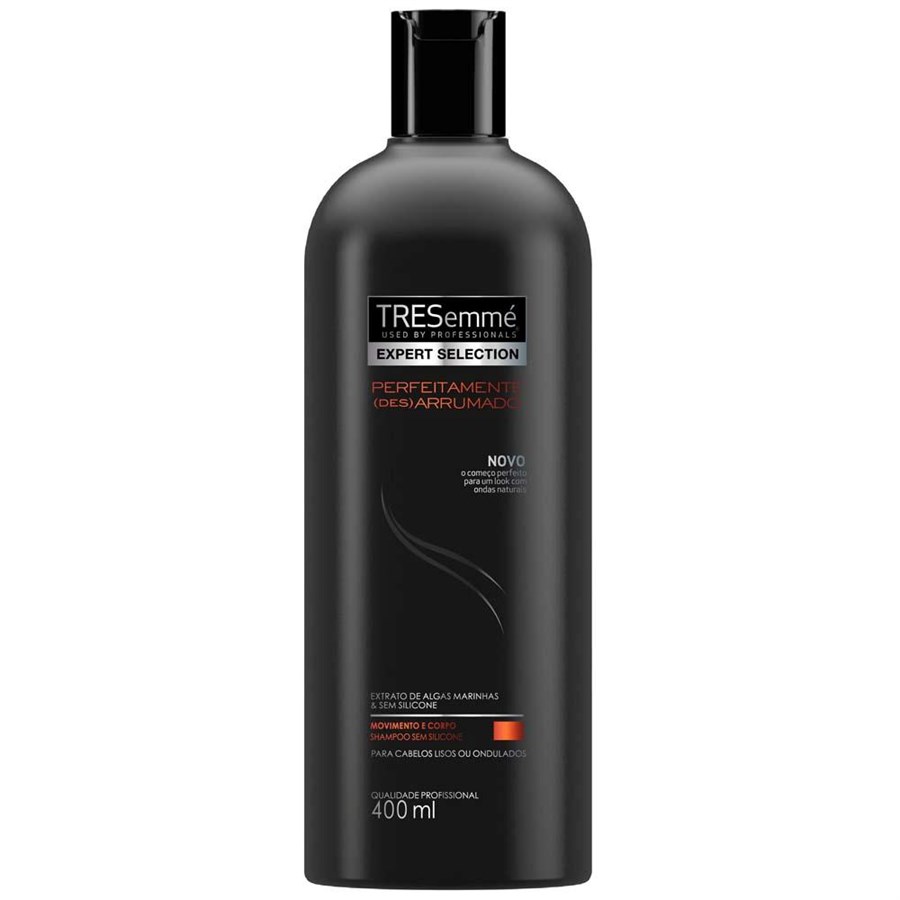 TRESemmé
USED BY PROFESSIONALS
EXPERT SELECTION
PERFEITAMENTE
(DES)ARRUMADO
NOVO
o começo perfeito
para um look com
ondas naturais
EXTRATO DE ALGAS MARINHAS
& SEM SILICONE
MOVIMENTO E CORPO
SHAMPOO SEM SILICONE
PARA CABELOS LISOS OU ONDULADOS
QUALIDADE PROFISSIONAL
400 ml